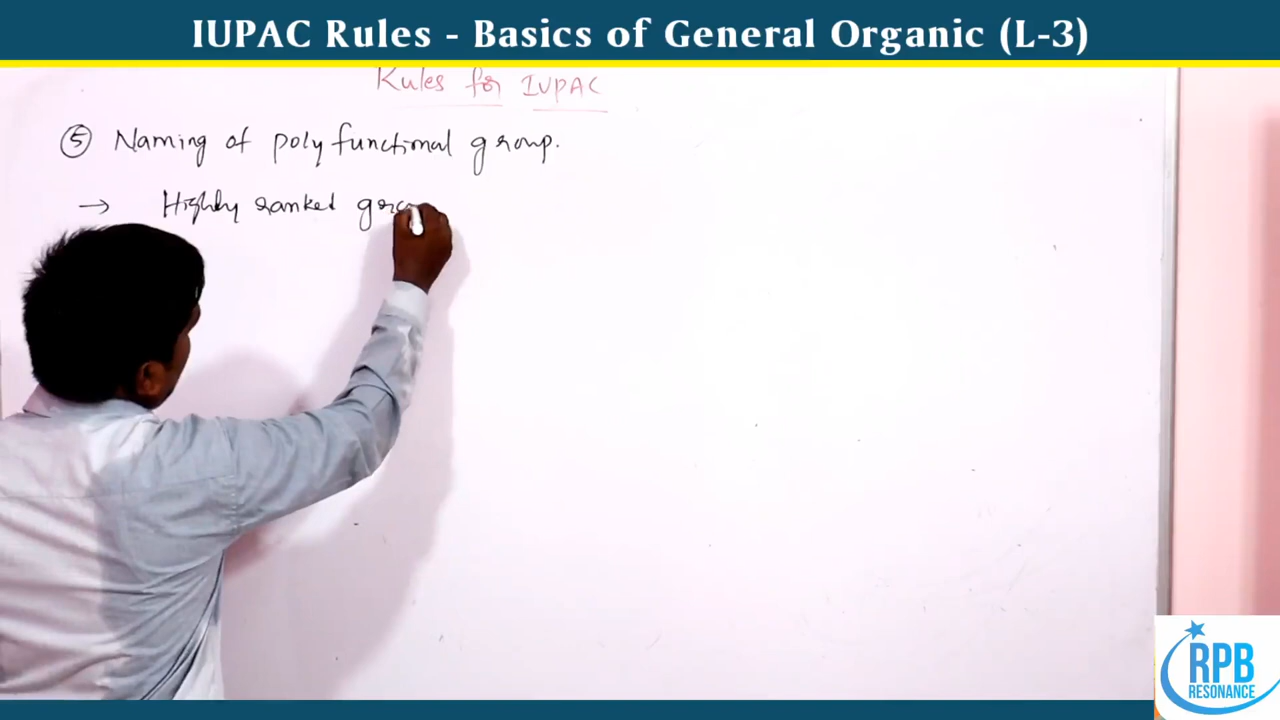 IUPAC Rules - Basics of General Organic (L-3)
Rules for IUPAC
⑤ Naming of poly functional group.
→ Highly ranked gro
RPB
RESONANCE